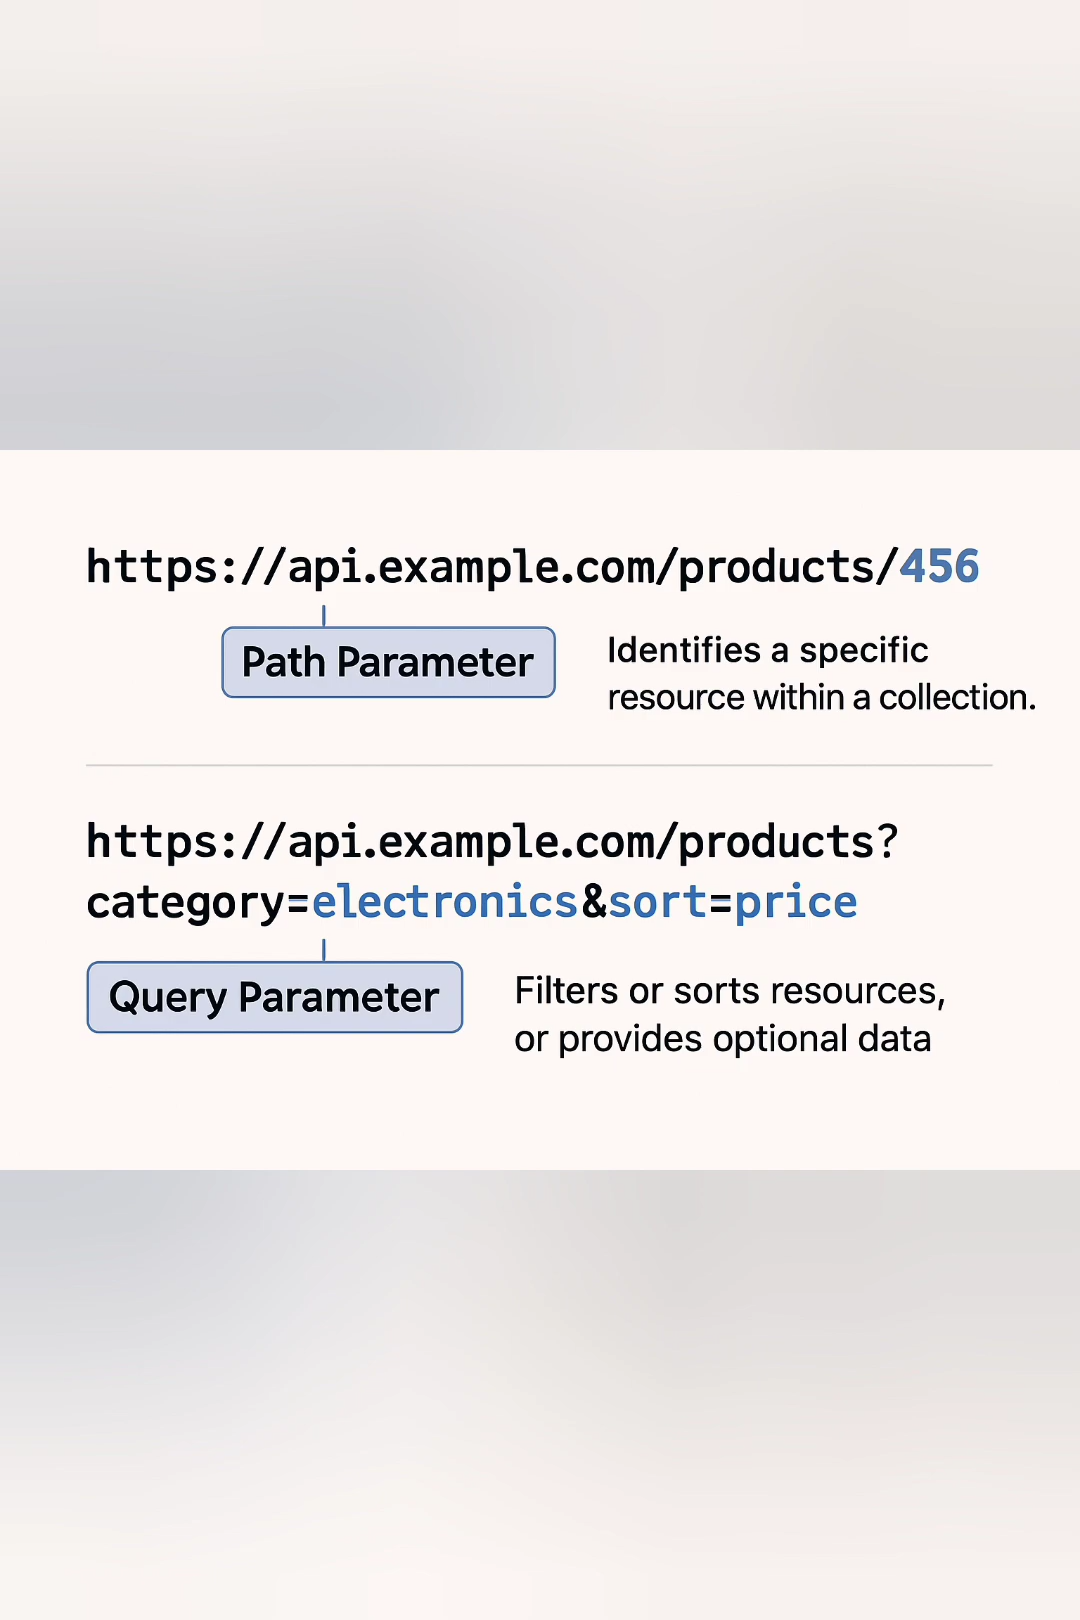 https://api.example.com/products/456
Path Parameter
Identifies a specific
resource within a collection.
https://api.example.com/products?
category=electronics&sort=price
Query Parameter
Filters or sorts resources,
or provides optional data